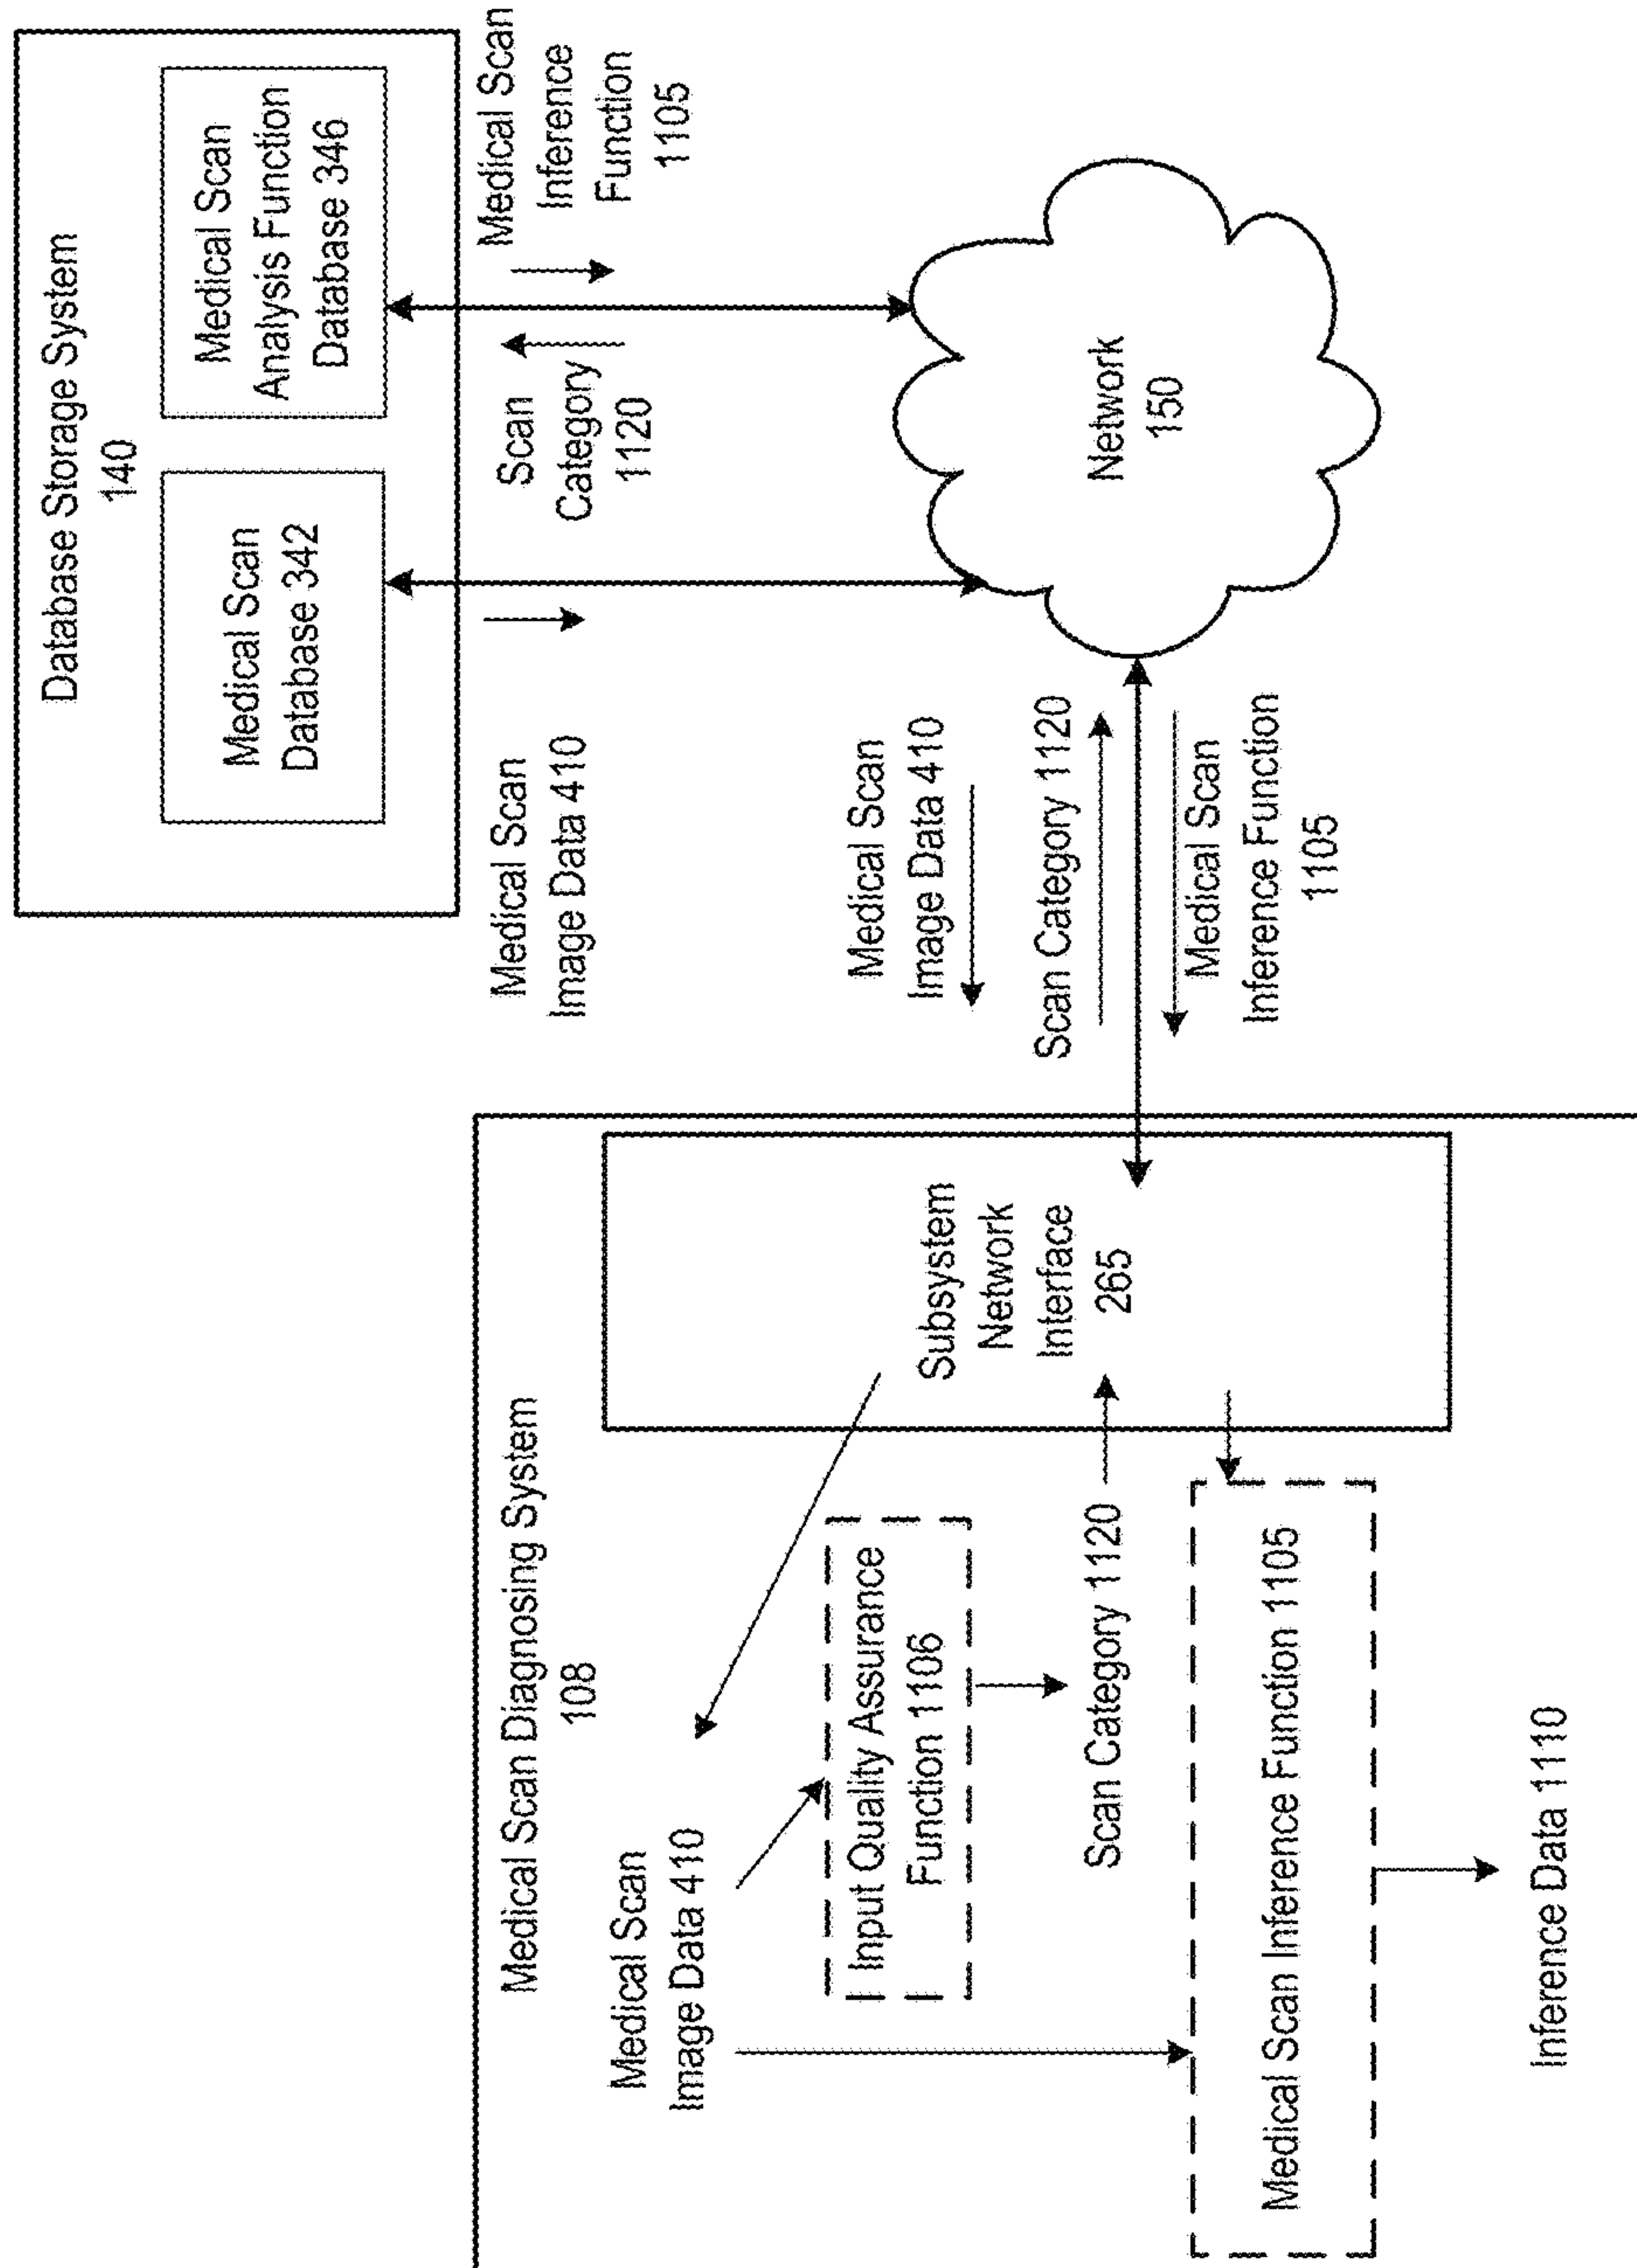 Medical Scan Diagnosing System
108
Medical Scan
Image Data 410
Input Quality Assurance
Function 1106
Scan Category 1120
Medical Scan Inference Function 1105
Inference Data 1110
Subsystem
Network
Interface
265
Medical Scan
Image Data 410
Scan Category 1120
Medical Scan
Inference Function
1105
Database Storage System
140
Medical Scan
Database 342
Medical Scan
Analysis Function
Database 346
Medical Scan
Image Data 410
Scan
Category
1120
Medical Scan
Inference
Function
1105
Network
150